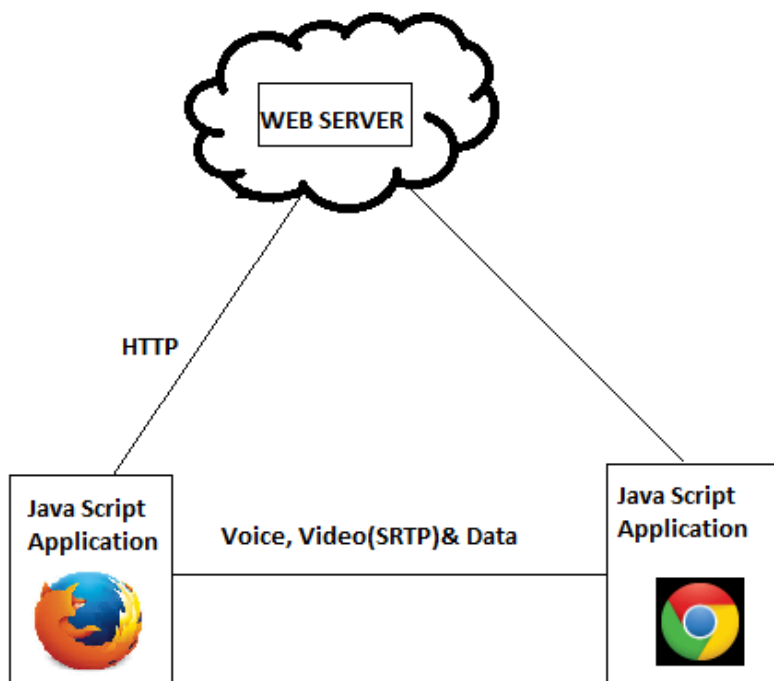 WEB SERVER
HTTP
Java Script
Application
Voice, Video(SRTP)& Data
Java Script
Application